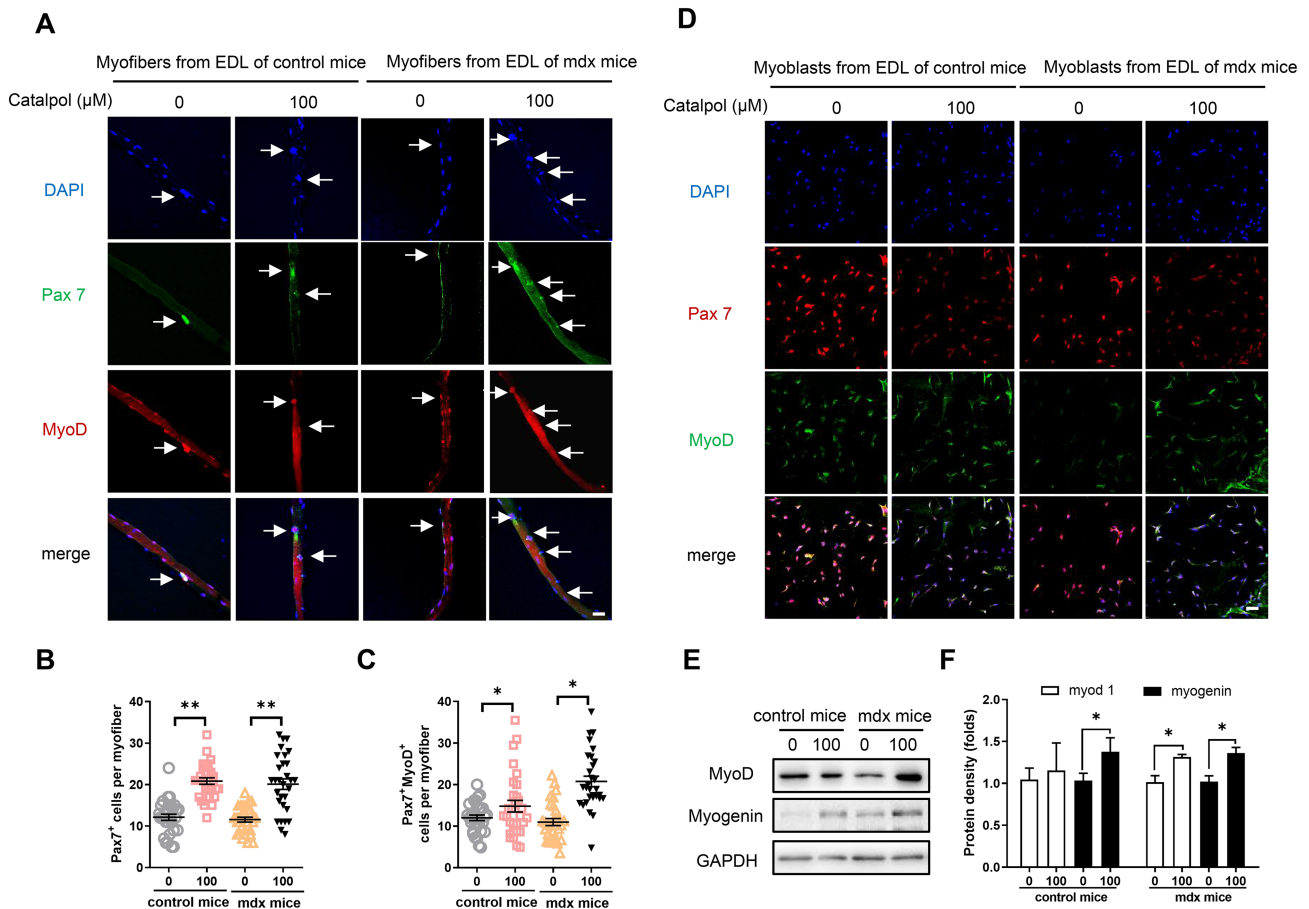 A
Myofibers from EDL of control mice
Myofibers from EDL of mdx mice
Catalpol (μM)
0
100
0
100
DAPI
Pax 7
MyoD
merge
D
Myoblasts from EDL of control mice
Myoblasts from EDL of mdx mice
Catalpol (μM)
0
100
0
100
DAPI
Pax 7
MyoD
merge
B
Pax7+ cells per myofiber
40
30
20
10
0
**
**
0
100
0
100
control mice
mdx mice
C
Pax7+MyoD+
cells per myofiber
40
30
20
10
0
*
*
0
100
0
100
control mice
mdx mice
E
control mice
mdx mice
0
100
0
100
MyoD
Myogenin
GAPDH
F
myod 1
myogenin
Protein density (folds)
2.0
1.5
1.0
0.5
0.0
*
*
*
0
100
0
100
0
100
0
100
control mice
mdx mice